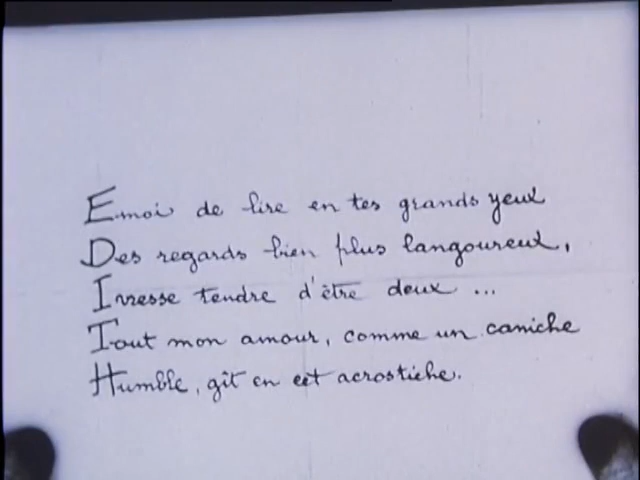 Emoi de lire en tes grands yeux
Des regards bien plus langoureux,
Ivresse tendre d'être deux ...
Tout mon amour, comme un caniche
Humble, gît en cet acrostiche.